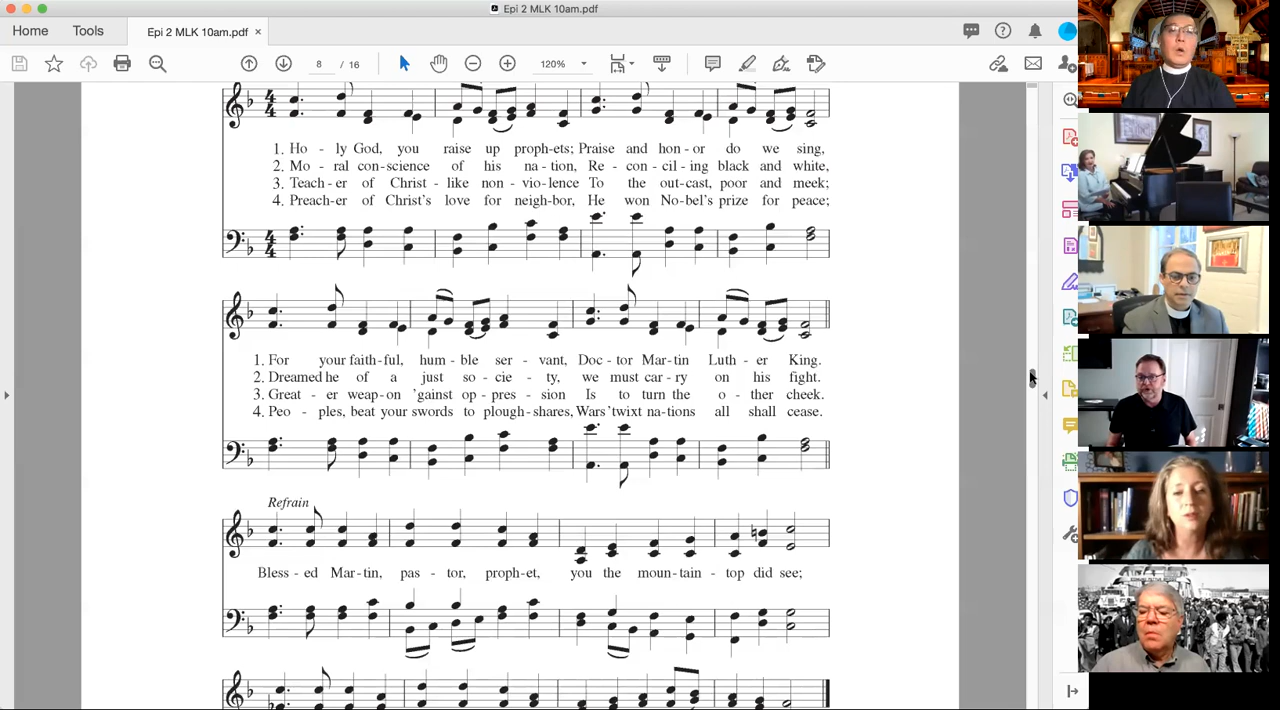 Epi 2 MLK 10am.pdf
Home Tools Epi 2 MLK 10am.pdf ×
8 / 16 120%
4 4
1. Ho - ly God, you raise up proph-ets; Praise and hon - or do we sing,
2. Mo - ral con-science of his na - tion, Re - con - cil - ing black and white,
3. Teach-er of Christ - like non - vio - lence To the out-cast, poor and meek;
4. Preach-er of Christ's love for neigh-bor, He won No-bel's prize for peace;
4 4
1. For your faith-ful, hum - ble ser - vant, Doc - tor Mar-tin Luth - er King.
2. Dreamed he of a just so - cie - ty, we must car - ry on his fight.
3. Great - er weap-on 'gainst op - pres - sion Is to turn the o - ther cheek.
4. Peo - ples, beat your swords to plough-shares, Wars 'twixt na-tions all shall cease.
Refrain
Bless - ed Mar-tin, pas - tor, proph-et, you the moun-tain - top did see;